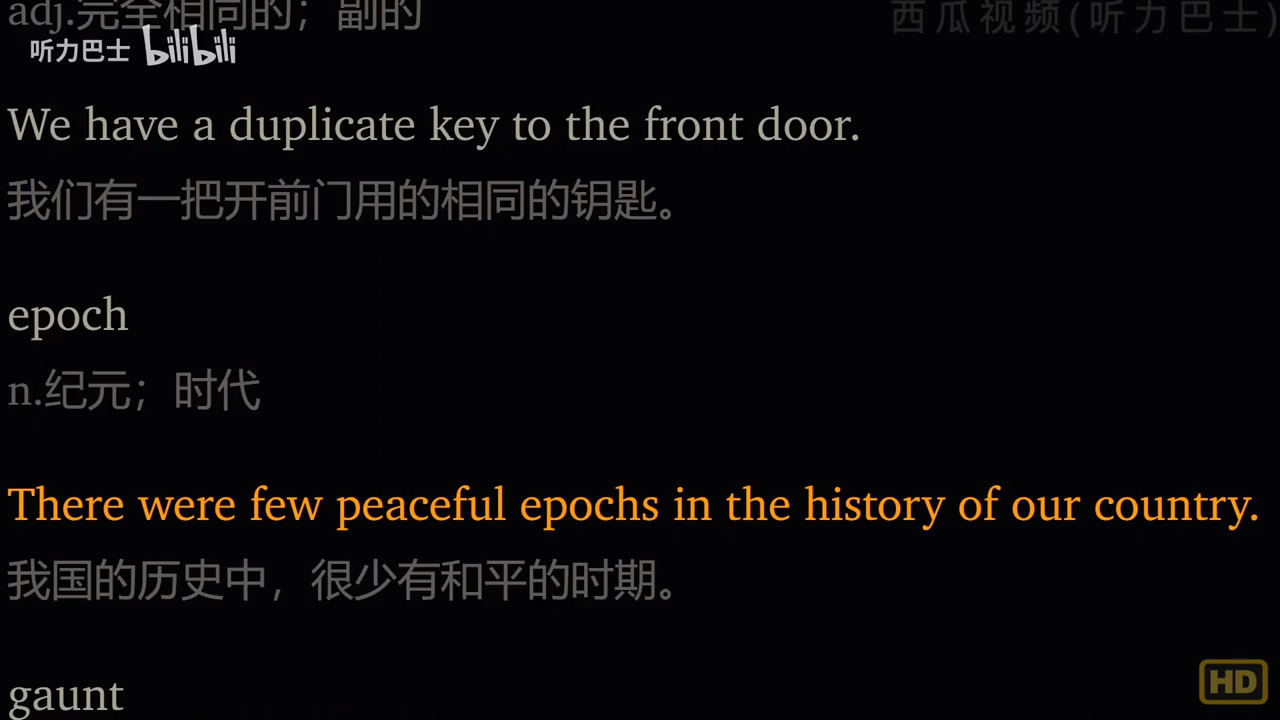 adj.完全相同的；副的
西瓜视频(听力巴士)
听力巴士 bilibili
We have a duplicate key to the front door.
我们有一把开前门用的相同的钥匙。
epoch
n.纪元；时代
There were few peaceful epochs in the history of our country.
我国的历史中，很少有和平的时期。
gaunt
HD